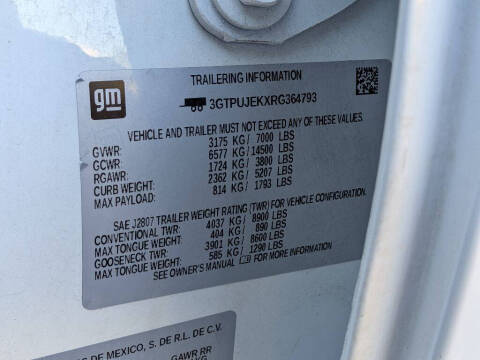 TRAILERING INFORMATION
gm
3GTPUJEKXRG364793
VEHICLE AND TRAILER MUST NOT EXCEED ANY OF THESE VALUES.
GVWR: 3175 KG/ 7000 LBS
GCWR: 6577 KG/ 14500 LBS
RGAWR: 1724 KG/ 3800 LBS
CURB WEIGHT: 2362 KG/ 5207 LBS
MAX PAYLOAD: 814 KG/ 1793 LBS
SAE J2807 TRAILER WEIGHT RATING (TWR) FOR VEHICLE CONFIGURATION.
CONVENTIONAL TWR: 4037 KG/ 8900 LBS
MAX TONGUE WEIGHT: 404 KG/ 890 LBS
GOOSENECK TWR: 3901 KG/ 8600 LBS
MAX TONGUE WEIGHT: 585 KG/ 1290 LBS
SEE OWNER'S MANUAL FOR MORE INFORMATION
DE MEXICO, S. DE R.L. DE C.V.
GAWR RR